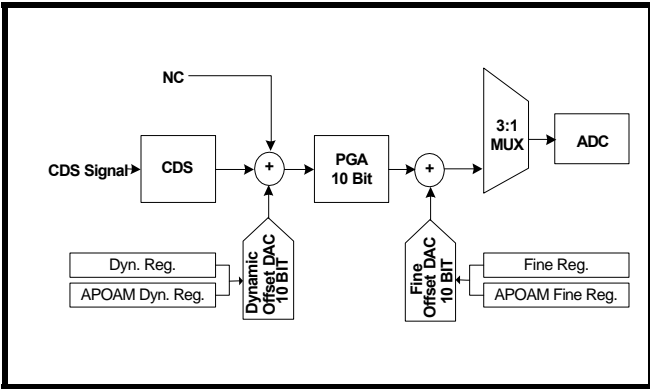 NC
CDS Signal
CDS
+
PGA
10 Bit
+
3:1
MUX
ADC
Dyn. Reg.
APOAM Dyn. Reg.
Dynamic
Offset DAC
10 BIT
Fine
Offset DAC
10 BIT
Fine Reg.
APOAM Fine Reg.